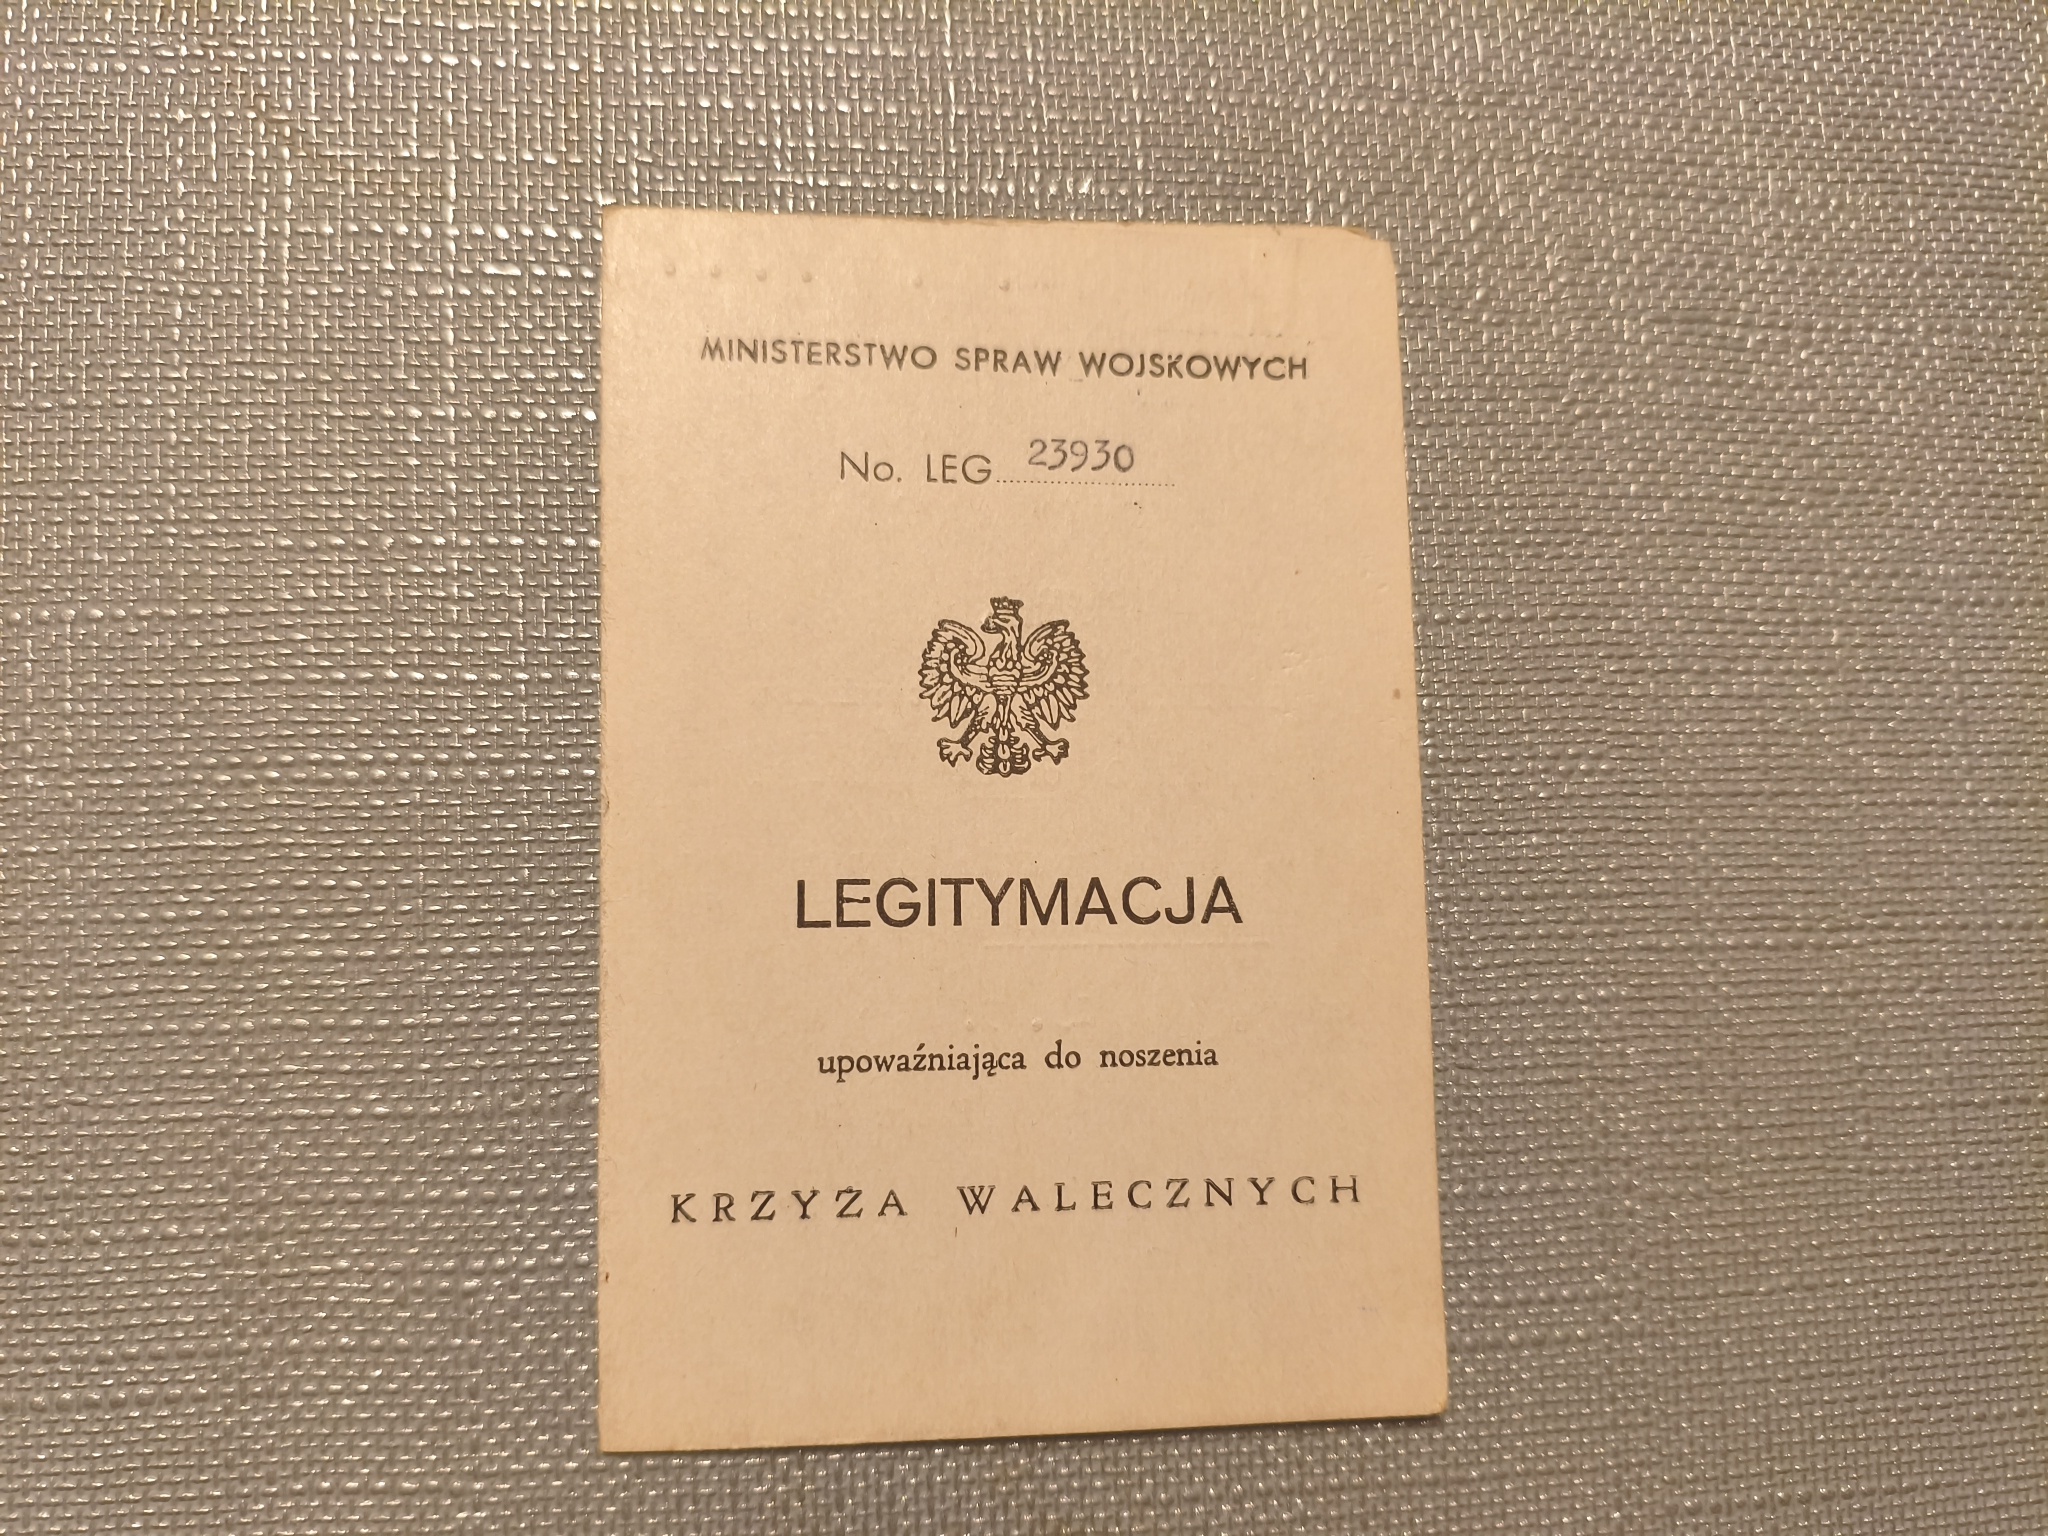 MINISTERSTWO SPRAW WOJSKOWYCH
No. LEG 23930
LEGITYMACJA
upoważniająca do noszenia
KRZYŻA WALECZNYCH